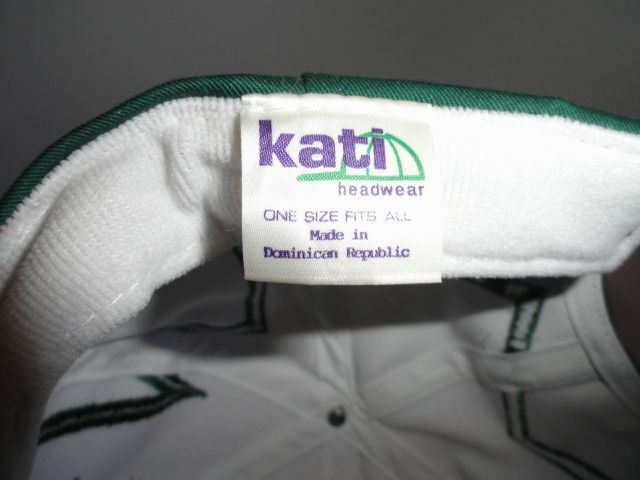 kati
headwear
ONE SIZE FITS ALL
Made in
Dominican Republic